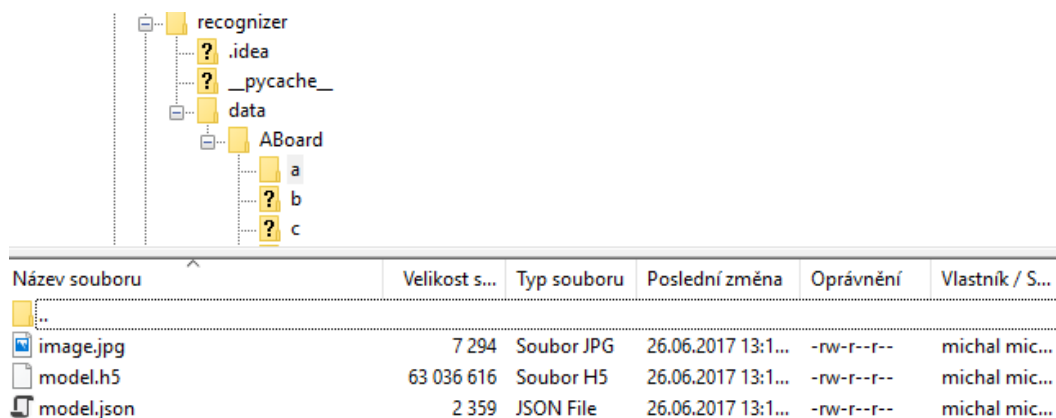 recognizer
.idea
__pycache__
data
ABoard
a
b
c
Název souboru Velikost s... Typ souboru Poslední změna Oprávnění Vlastník / S...
..
image.jpg 7 294 Soubor JPG 26.06.2017 13:1... -rw-r--r-- michal mic...
model.h5 63 036 616 Soubor H5 26.06.2017 13:1... -rw-r--r-- michal mic...
model.json 2 359 JSON File 26.06.2017 13:1... -rw-r--r-- michal mic...